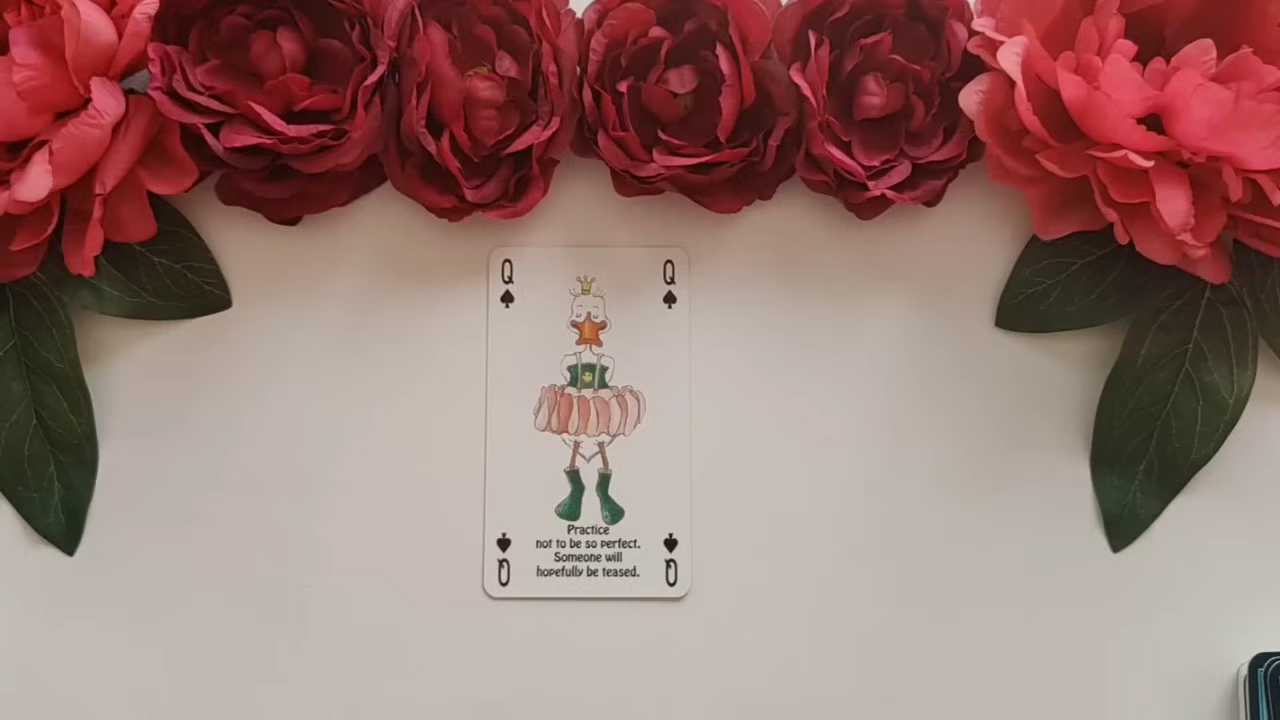 Q Q
♠ ♠
Practice
not to be so perfect.
Someone will
hopefully be teased.
♠ ♠
Q Q